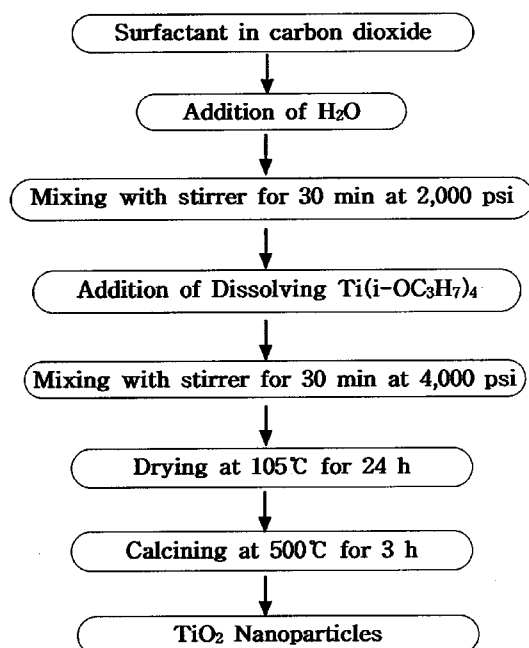 Surfactant in carbon dioxide
Addition of H₂O
Mixing with stirrer for 30 min at 2,000 psi
Addition of Dissolving Ti(i-OC₃H₇)₄
Mixing with stirrer for 30 min at 4,000 psi
Drying at 105℃ for 24 h
Calcining at 500℃ for 3 h
TiO₂ Nanoparticles